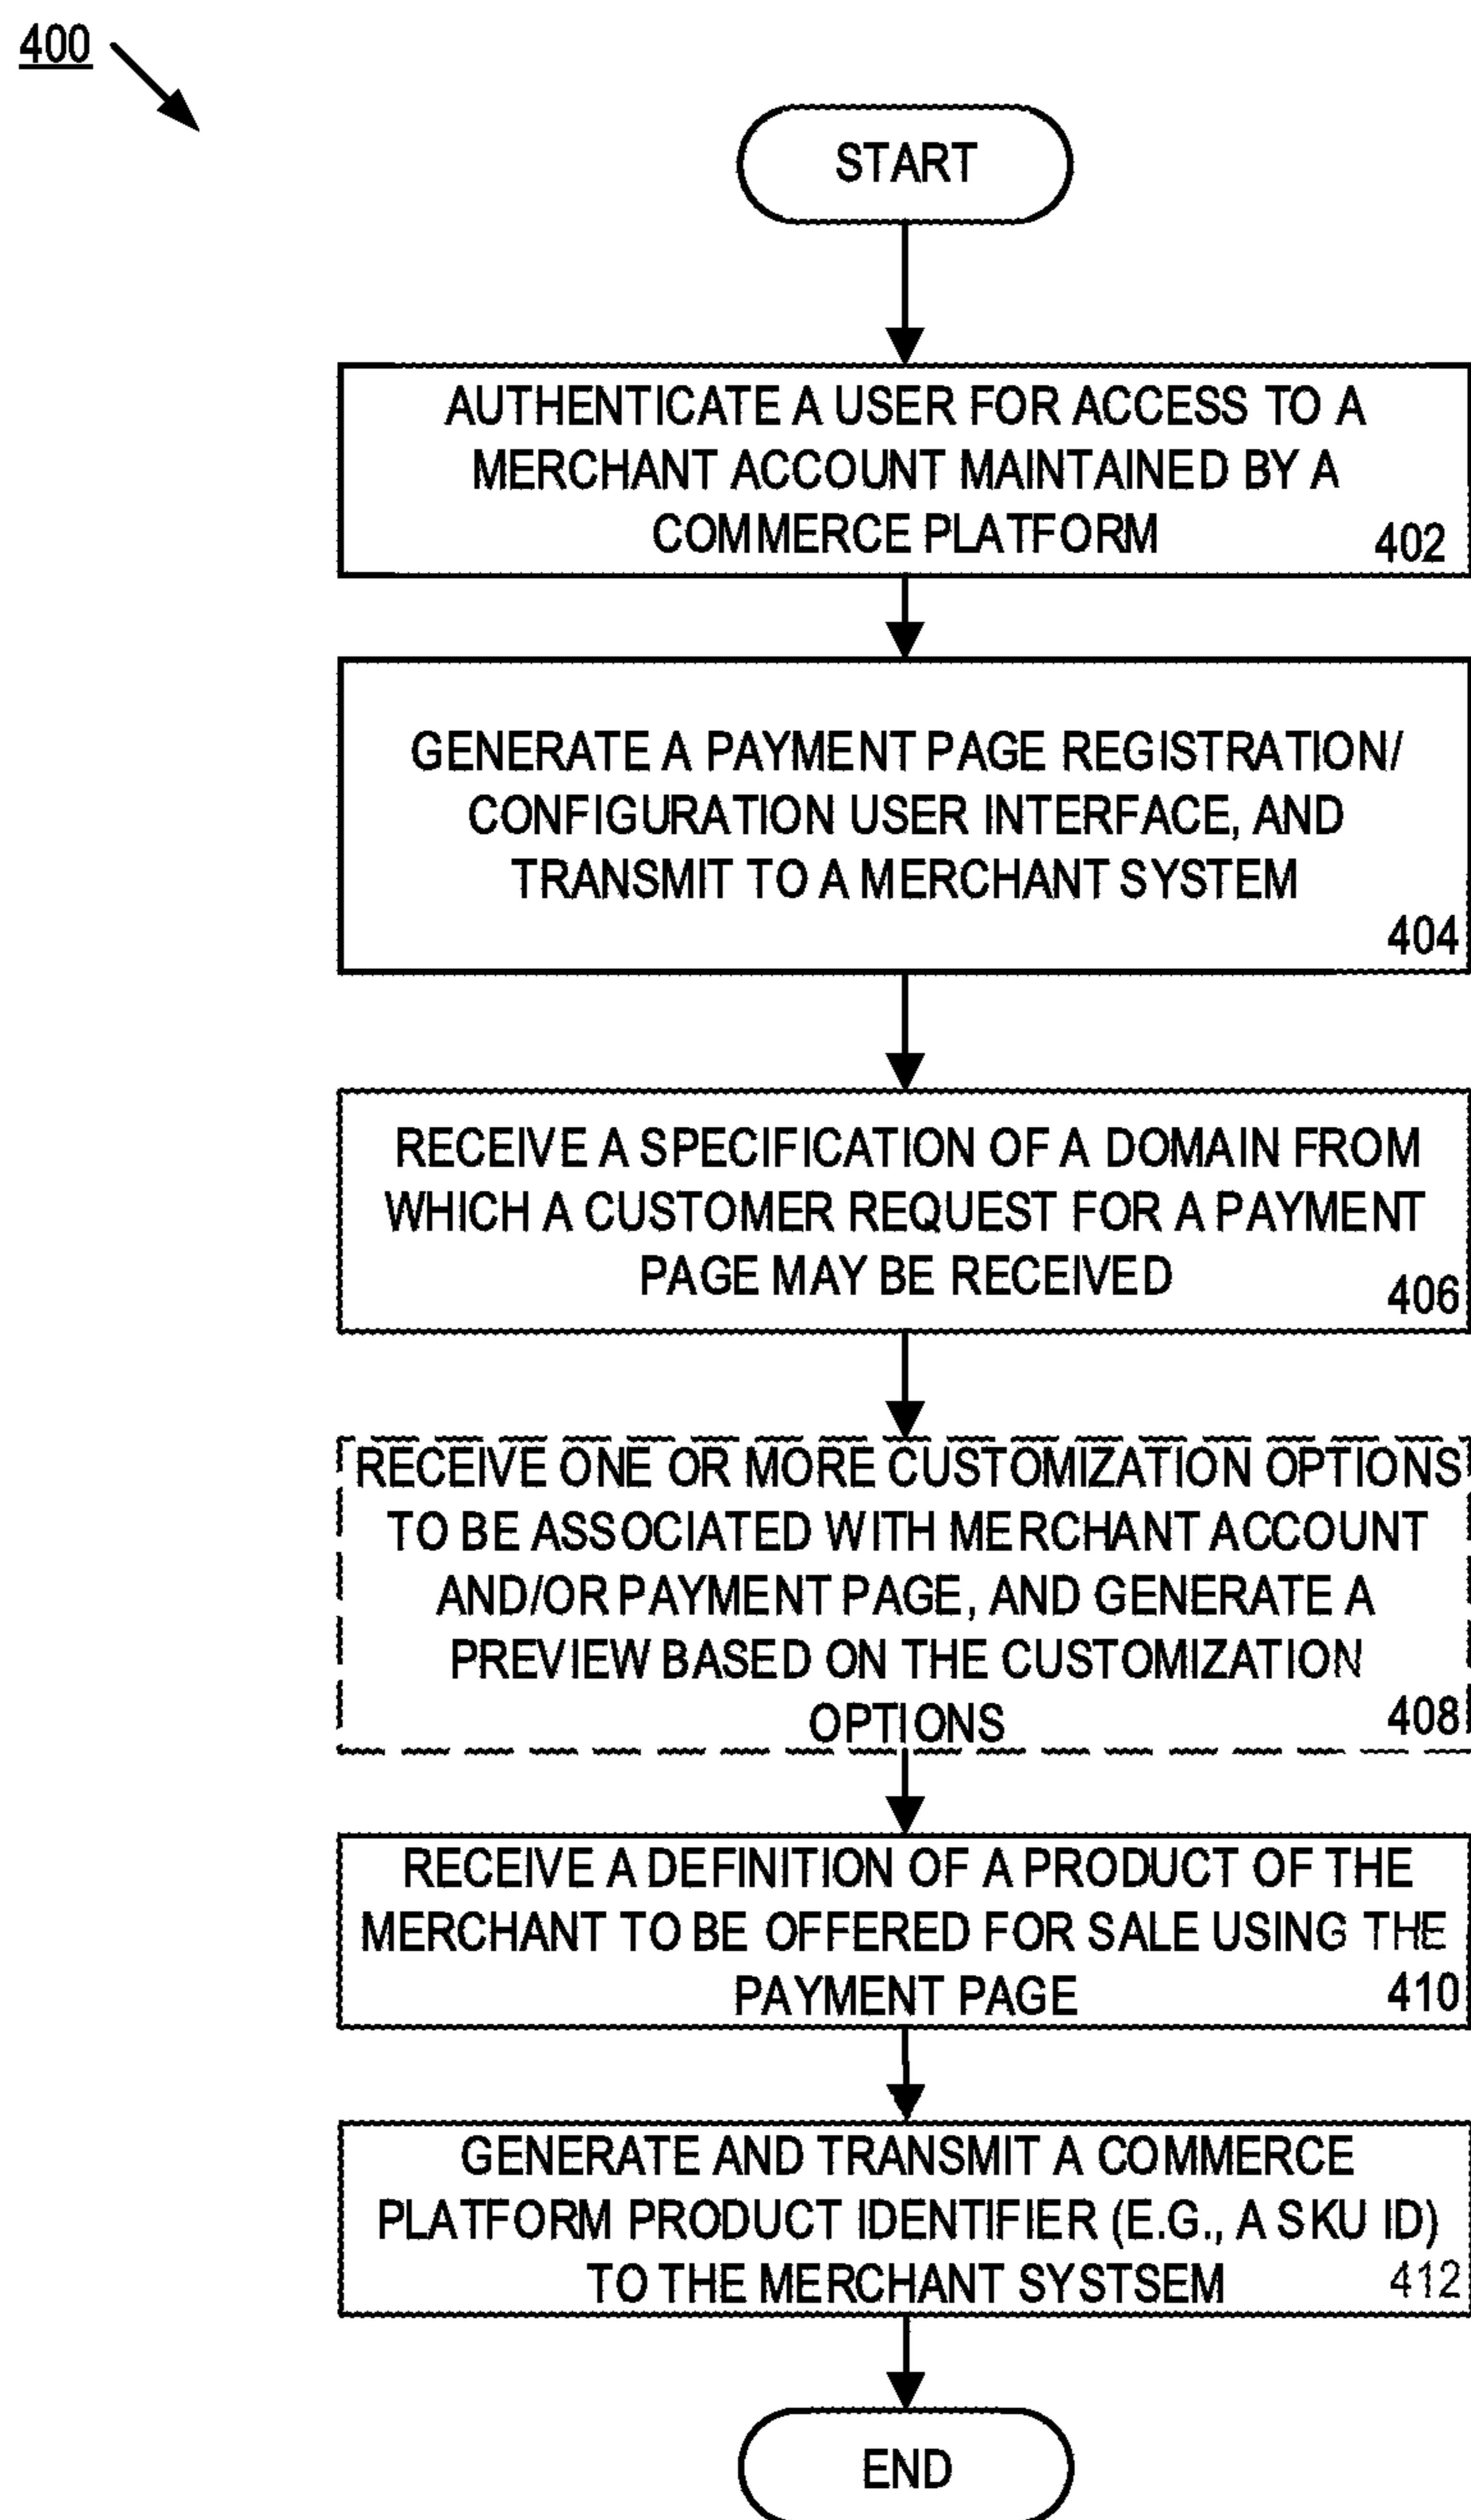 400
START
AUTHENTICATE A USER FOR ACCESS TO A
MERCHANT ACCOUNT MAINTAINED BY A
COMMERCE PLATFORM
402
GENERATE A PAYMENT PAGE REGISTRATION/
CONFIGURATION USER INTERFACE, AND
TRANSMIT TO A MERCHANT SYSTEM
404
RECEIVE A SPECIFICATION OF A DOMAIN FROM
WHICH A CUSTOMER REQUEST FOR A PAYMENT
PAGE MAY BE RECEIVED
406
RECEIVE ONE OR MORE CUSTOMIZATION OPTIONS
TO BE ASSOCIATED WITH MERCHANT ACCOUNT
AND/OR PAYMENT PAGE, AND GENERATE A
PREVIEW BASED ON THE CUSTOMIZATION
OPTIONS
408
RECEIVE A DEFINITION OF A PRODUCT OF THE
MERCHANT TO BE OFFERED FOR SALE USING THE
PAYMENT PAGE
410
GENERATE AND TRANSMIT A COMMERCE
PLATFORM PRODUCT IDENTIFIER (E.G., A SKU ID)
TO THE MERCHANT SYSTSEM
412
END